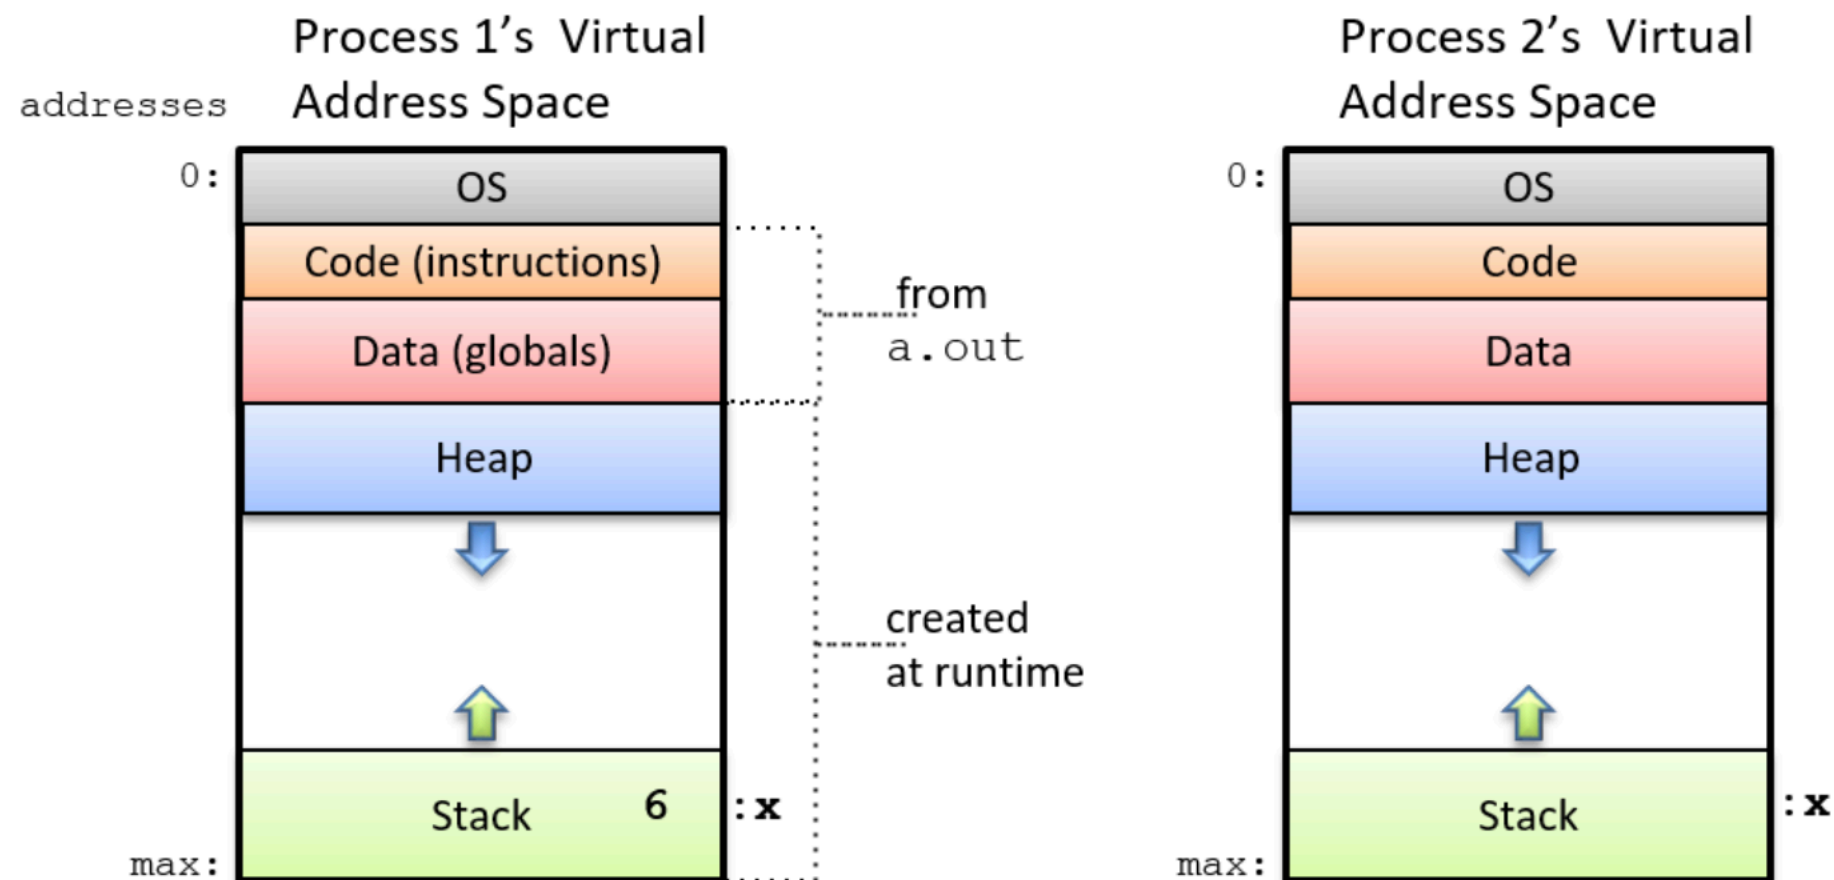 Process 1's Virtual
Address Space
addresses
0:
OS
Code (instructions)
Data (globals)
Heap
Stack 6 :x
max:
from
a.out
created
at runtime
Process 2's Virtual
Address Space
0:
OS
Code
Data
Heap
Stack :x
max: